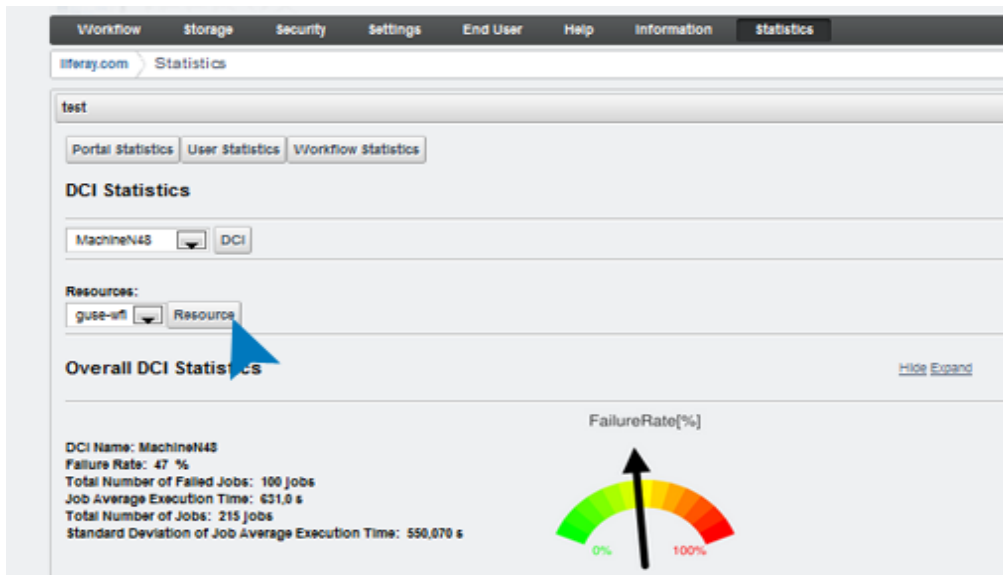 Workflow Storage Security Settings End User Help Information Statistics
liferay.com Statistics
test
Portal Statistics User Statistics Workflow Statistics
DCI Statistics
MachineN48 DCI
Resources:
guse-wfi Resource
Overall DCI Statistics Hide Expand
FailureRate[%]
DCI Name: MachineN48
Failure Rate: 47 %
Total Number of Failed Jobs: 100 jobs
Job Average Execution Time: 631,0 s
Total Number of Jobs: 215 jobs
Standard Deviation of Job Average Execution Time: 550,070 s
0% 100%